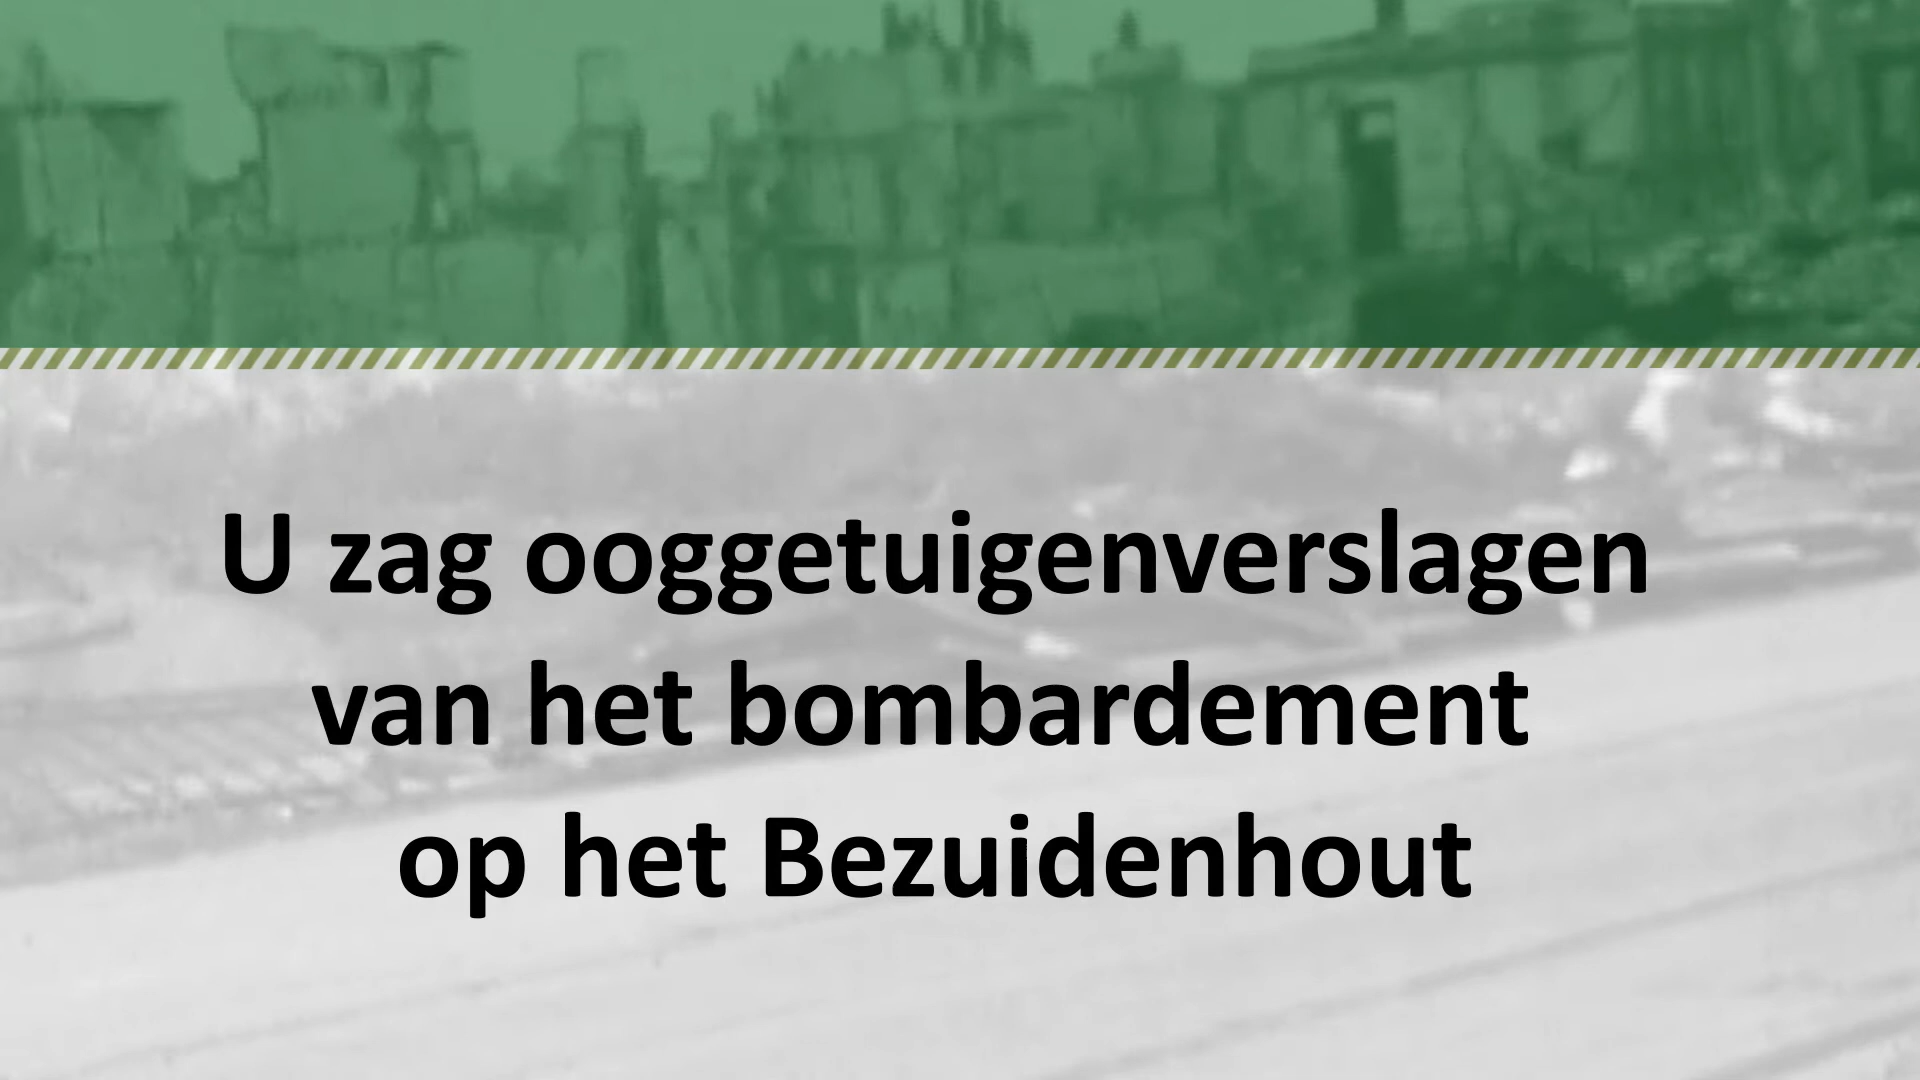 U zag ooggetuigenverslagen
van het bombardement
op het Bezuidenhout